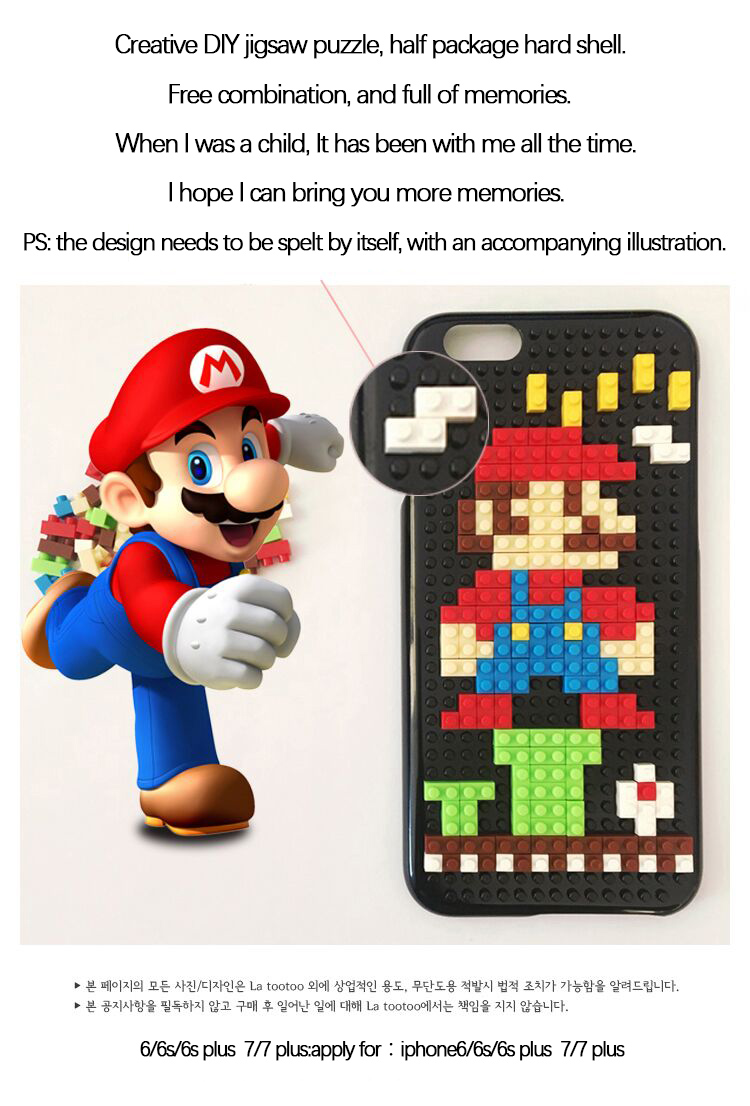 Creative DIY jigsaw puzzle, half package hard shell.
Free combination, and full of memories.
When I was a child, It has been with me all the time.
I hope I can bring you more memories.
PS: the design needs to be spelt by itself, with an accompanying illustration.
M
▶ 본 페이지의 모든 사진/디자인은 La tootoo 외에 상업적인 용도, 무단도용 적발시 법적 조치가 가능함을 알려드립니다.
▶ 본 공지사항을 필독하지 않고 구매 후 일어난 일에 대해 La tootoo에서는 책임을 지지 않습니다.
6/6s/6s plus 7/7 plus:apply for：iphone6/6s/6s plus 7/7 plus